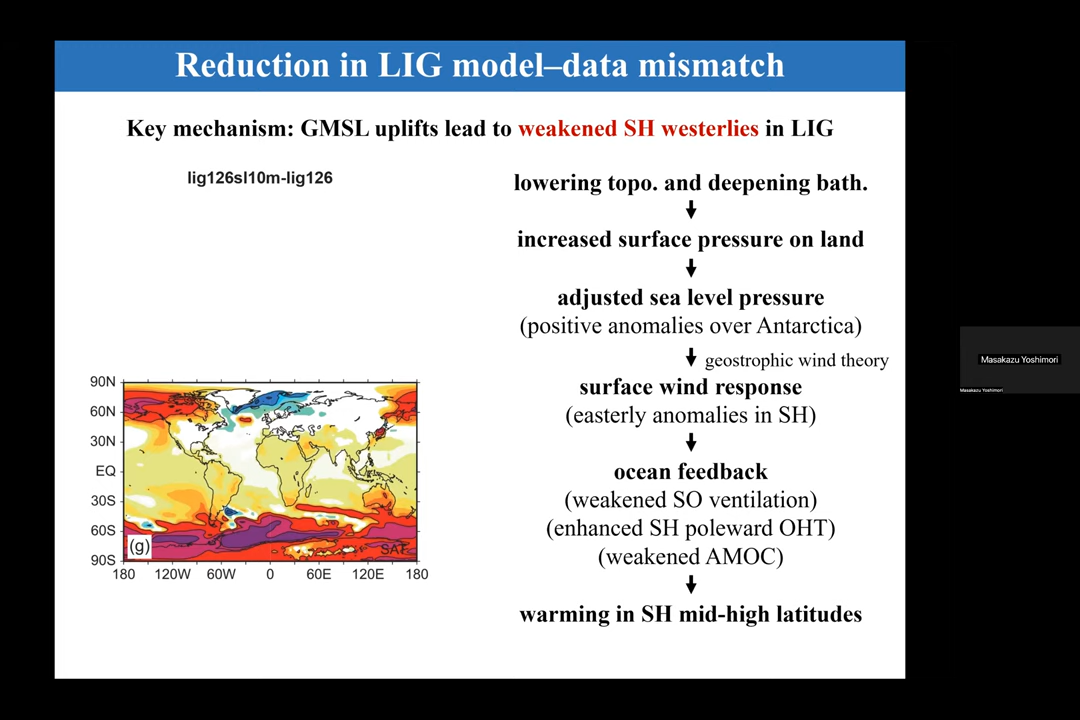 Reduction in LIG model–data mismatch
Key mechanism: GMSL uplifts lead to weakened SH westerlies in LIG
lig126sl10m-lig126
lowering topo. and deepening bath.
increased surface pressure on land
adjusted sea level pressure
(positive anomalies over Antarctica)
geostrophic wind theory
surface wind response
(easterly anomalies in SH)
ocean feedback
(weakened SO ventilation)
(enhanced SH poleward OHT)
(weakened AMOC)
warming in SH mid-high latitudes
90N
60N
30N
EQ
30S
60S
90S
(g)
SAT
180 120W 60W 0 60E 120E 180
Masakazu Yoshimori
Masakazu Yoshimori